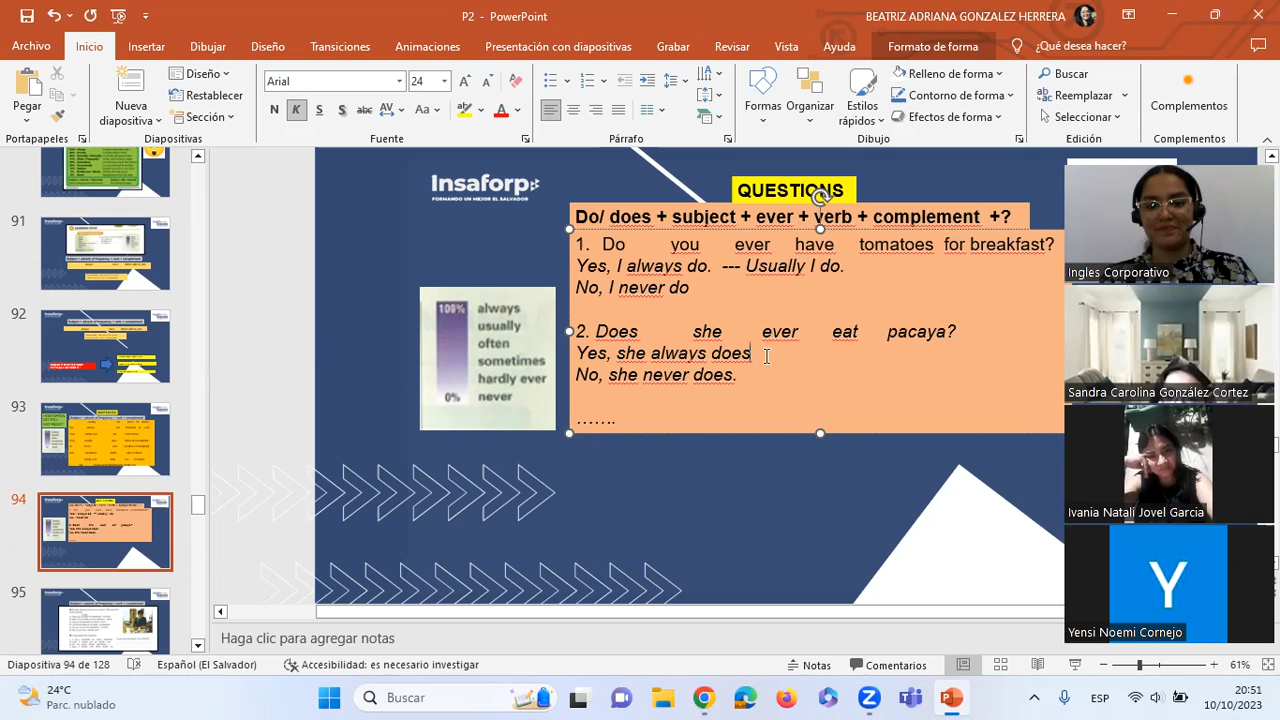 P2 - PowerPoint
BEATRIZ ADRIANA GONZALEZ HERRERA
Archivo Inicio Insertar Dibujar Diseño Transiciones Animaciones Presentación con diapositivas Grabar Revisar Vista Ayuda Formato de forma ¿Qué desea hacer?
Pegar
Nueva
diapositiva
Diseño
Restablecer
Sección
Arial 24
N K S S abc AV Aa A
Formas
Organizar
Estilos
rápidos
Relleno de forma
Contorno de forma
Efectos de forma
Buscar
Reemplazar
Seleccionar
Complementos
Portapapeles Diapositivas Fuente Párrafo Dibujo Edición Complementos
91
92
93
94
95
Insaforp
FORMANDO UN MEJOR EL SALVADOR
QUESTIONS
Do/ does + subject + ever + verb + complement +?
1. Do you ever have tomatoes for breakfast?
Yes, I always do. --- Usually I do.
No, I never do
2. Does she ever eat pacaya?
Yes, she always does
No, she never does.
…….
100%
0%
always
usually
often
sometimes
hardly ever
never
Ingles Corporativo
Sandra Carolina González Cortez
Ivania Natali Jovel Garcia
Y
Yensi Noemi Cornejo
Haga clic para agregar notas
Diapositiva 94 de 128 Español (El Salvador) Accesibilidad: es necesario investigar Notas Comentarios 61%
24°C
Parc. nublado
Buscar
ESP
20:51
10/10/2023